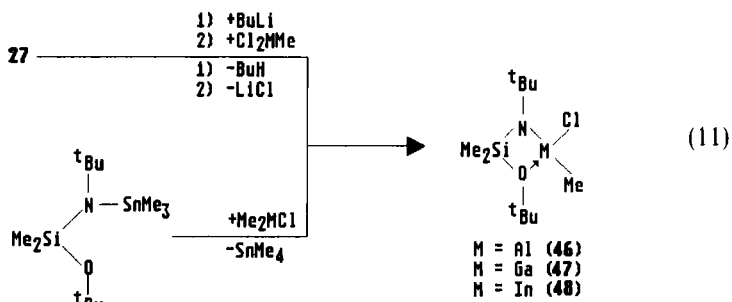 1) +BuLi
2) +Cl₂MMe
27
1) −BuH
2) −LiCl
ᵗBu
N
Cl
Me₂Si
M
O
Me
ᵗBu
(11)
ᵗBu
N—SnMe₃
Me₂Si
O
ᵗBu
+Me₂MCl
−SnMe₄
M = Al (46)
M = Ga (47)
M = In (48)